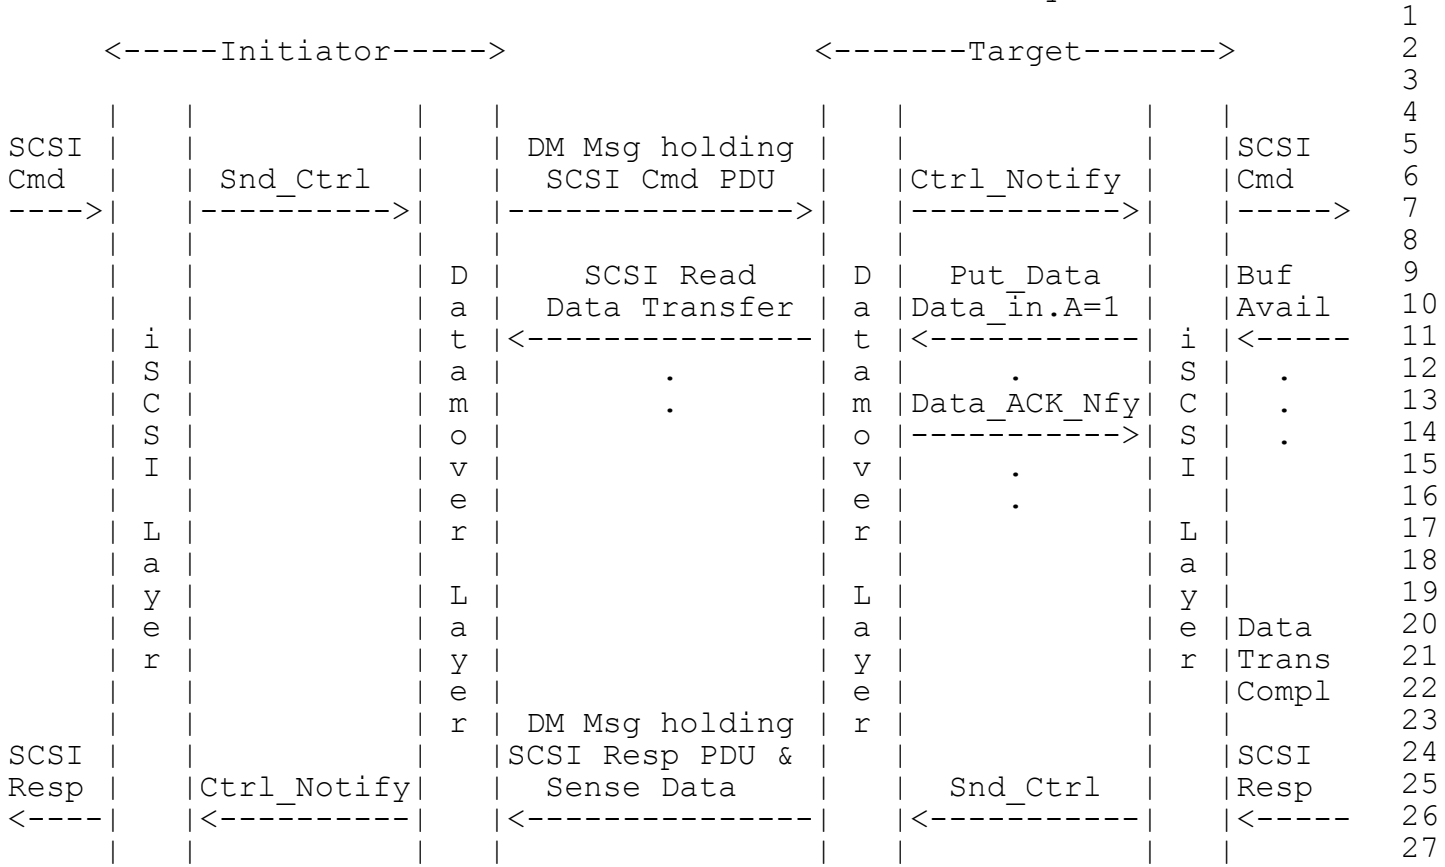 1
<-----Initiator-----> <-------Target-------> 2
3
| | | | | | | | 4
SCSI | | | | DM Msg holding | | | |SCSI 5
Cmd | | Snd_Ctrl | | SCSI Cmd PDU | |Ctrl_Notify | |Cmd 6
---->| |---------->| |--------------->| |----------->| |-----> 7
| | | | | | | | 8
| | | D | SCSI Read | D | Put_Data | |Buf 9
| | | a | Data Transfer | a |Data_in.A=1 | |Avail 10
| i | | t |<---------------| t |<-----------| i |<----- 11
| S | | a | . | a | . | S | . 12
| C | | m | . | m |Data_ACK_Nfy| C | . 13
| S | | o | | o |----------->| S | . 14
| I | | v | | v | . | I | 15
| | | e | | e | . | | 16
| L | | r | | r | | L | 17
| a | | | | | | a | 18
| y | | L | | L | | y | 19
| e | | a | | a | | e |Data 20
| r | | y | | y | | r |Trans 21
| | | e | | e | | |Compl 22
| | | r | DM Msg holding | r | | | 23
SCSI | | | |SCSI Resp PDU & | | | |SCSI 24
Resp | |Ctrl_Notify| | Sense Data | | Snd_Ctrl | |Resp 25
<----| |<----------| |<---------------| |<-----------| |<----- 26
| | | | | | | | 27